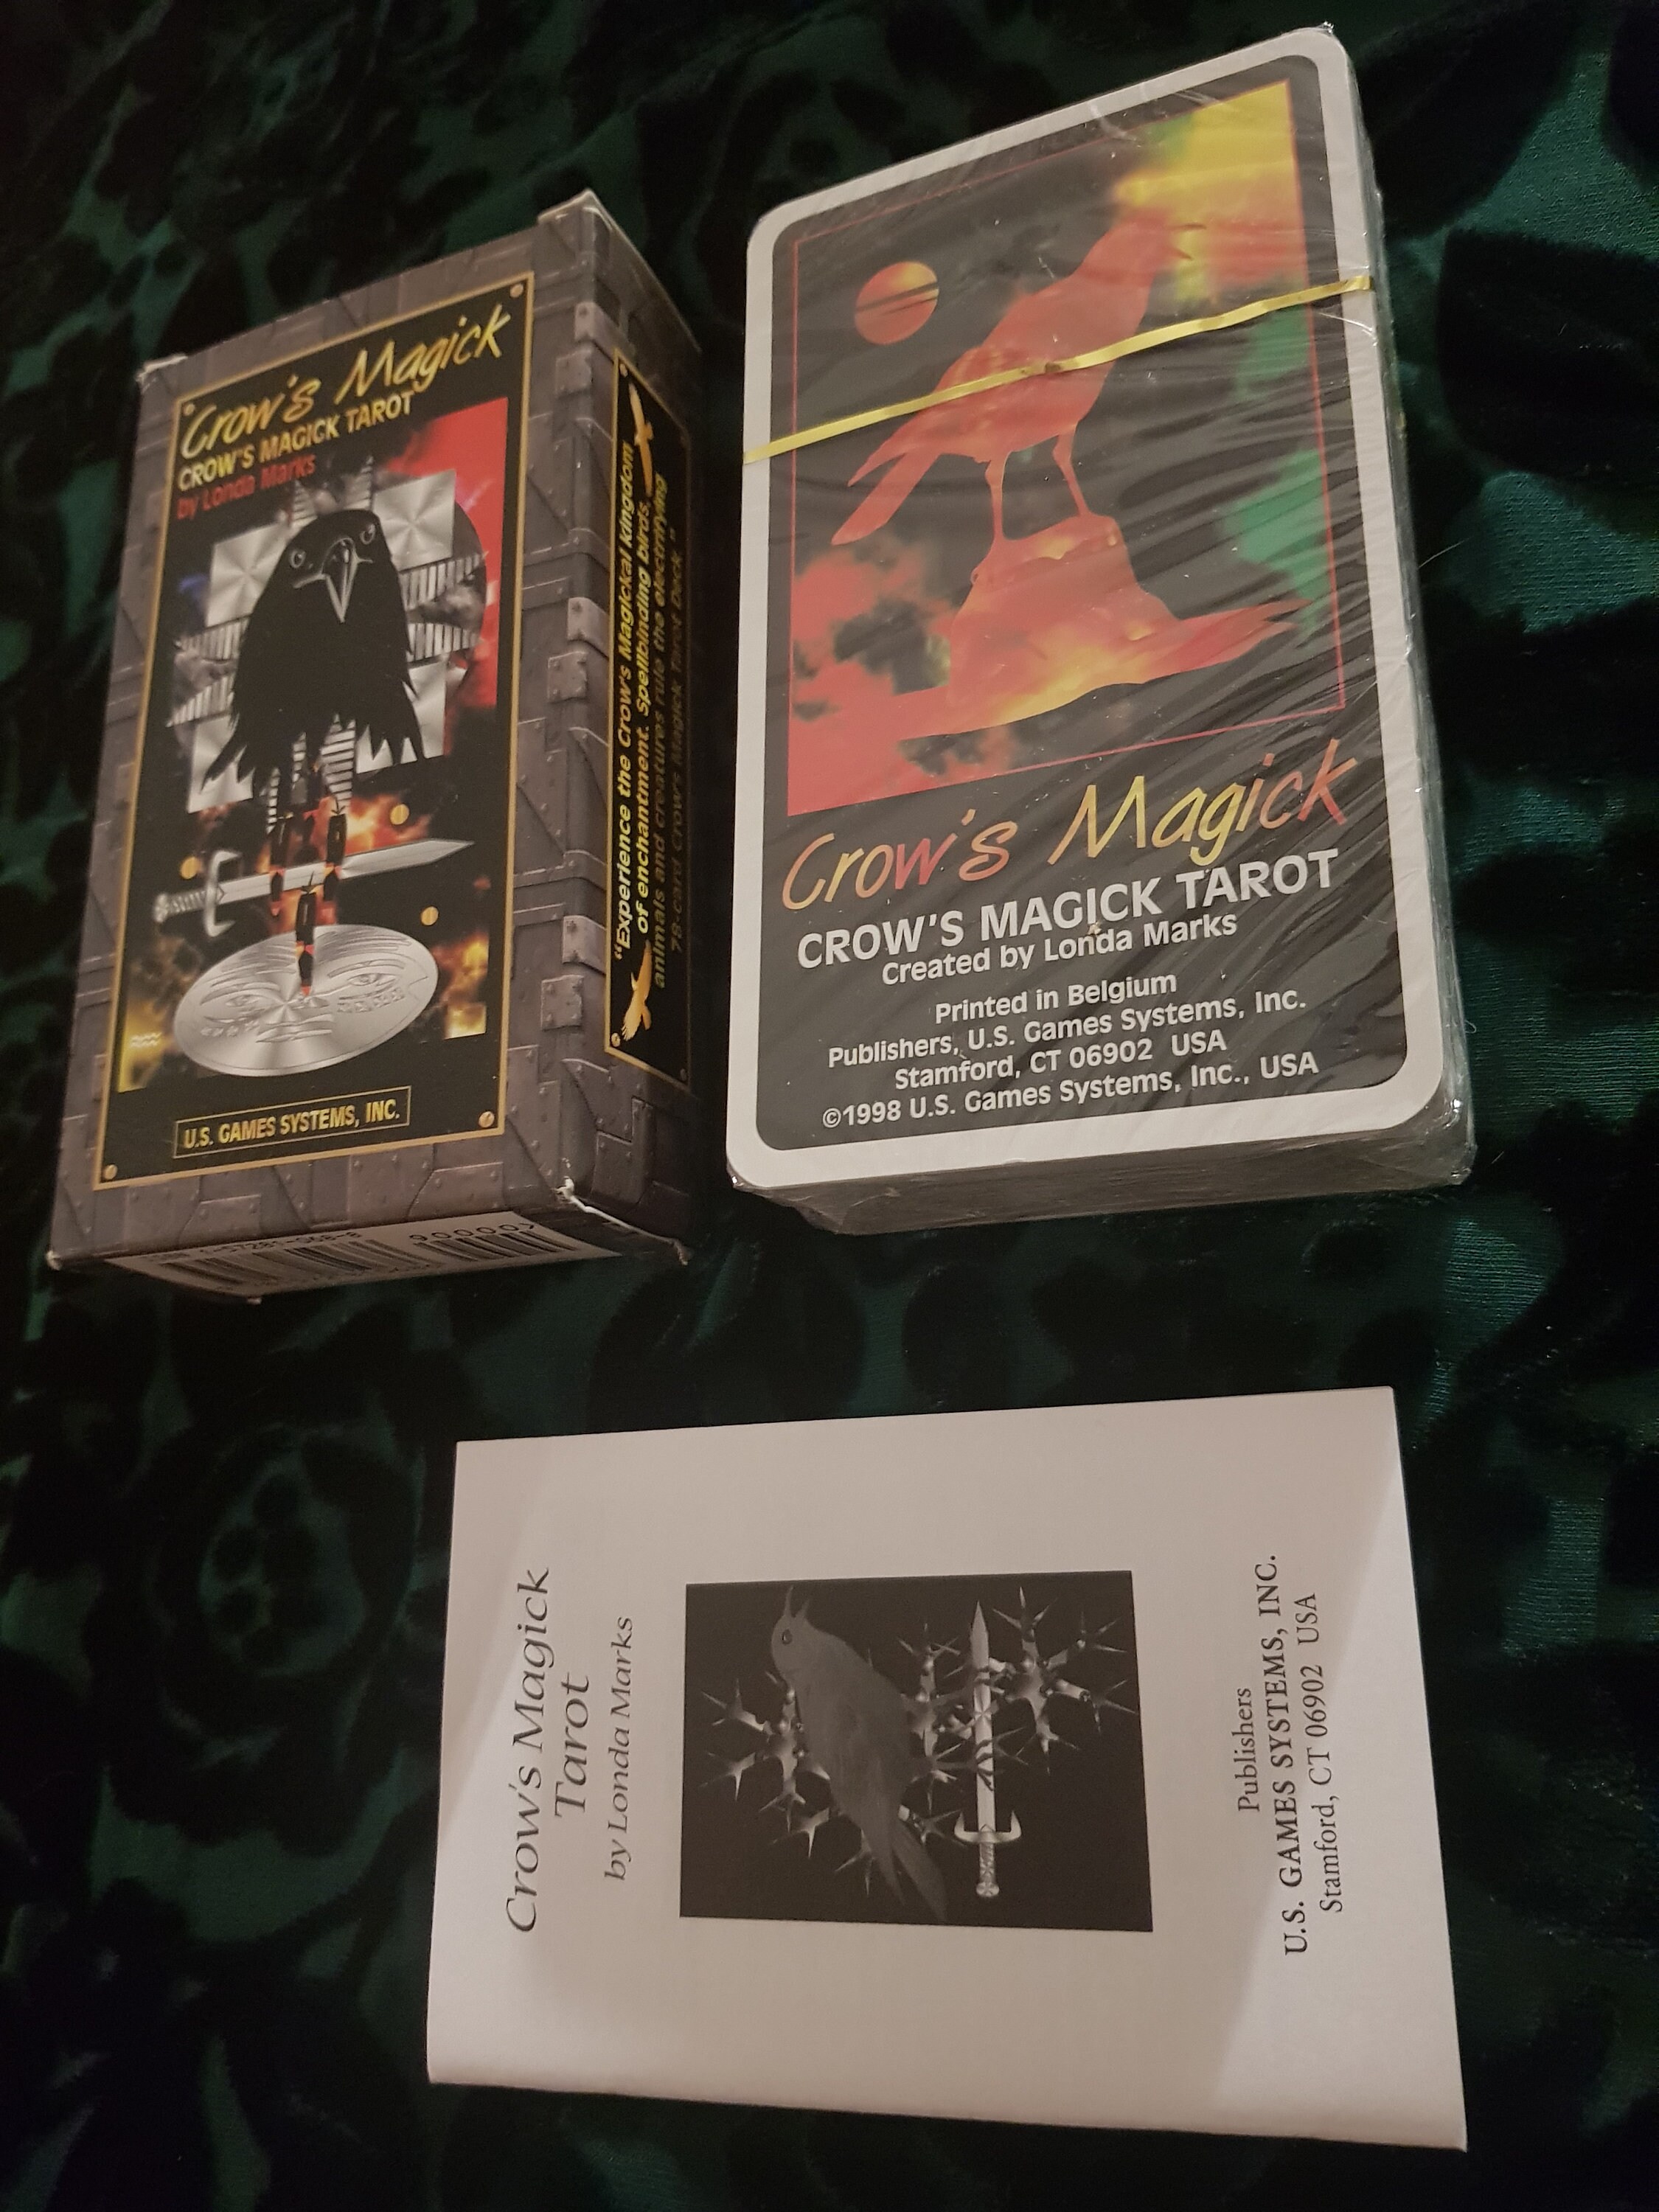 Crow's Magick
CROW'S MAGICK TAROT
by Londa Marks
U.S. GAMES SYSTEMS, INC.
"Experience the Crow's Magickal kingdom
of enchantment. Spellbinding birds,
animals and creatures rule the electrifying
78-card Crow's Magick Tarot Deck."
90000>
Crow's Magick
CROW'S MAGICK TAROT
Created by Londa Marks
Printed in Belgium
Publishers, U.S. Games Systems, Inc.
Stamford, CT 06902 USA
©1998 U.S. Games Systems, Inc., USA
Crow's Magick
Tarot
by Londa Marks
Publishers
U.S. GAMES SYSTEMS, INC.
Stamford, CT 06902 USA